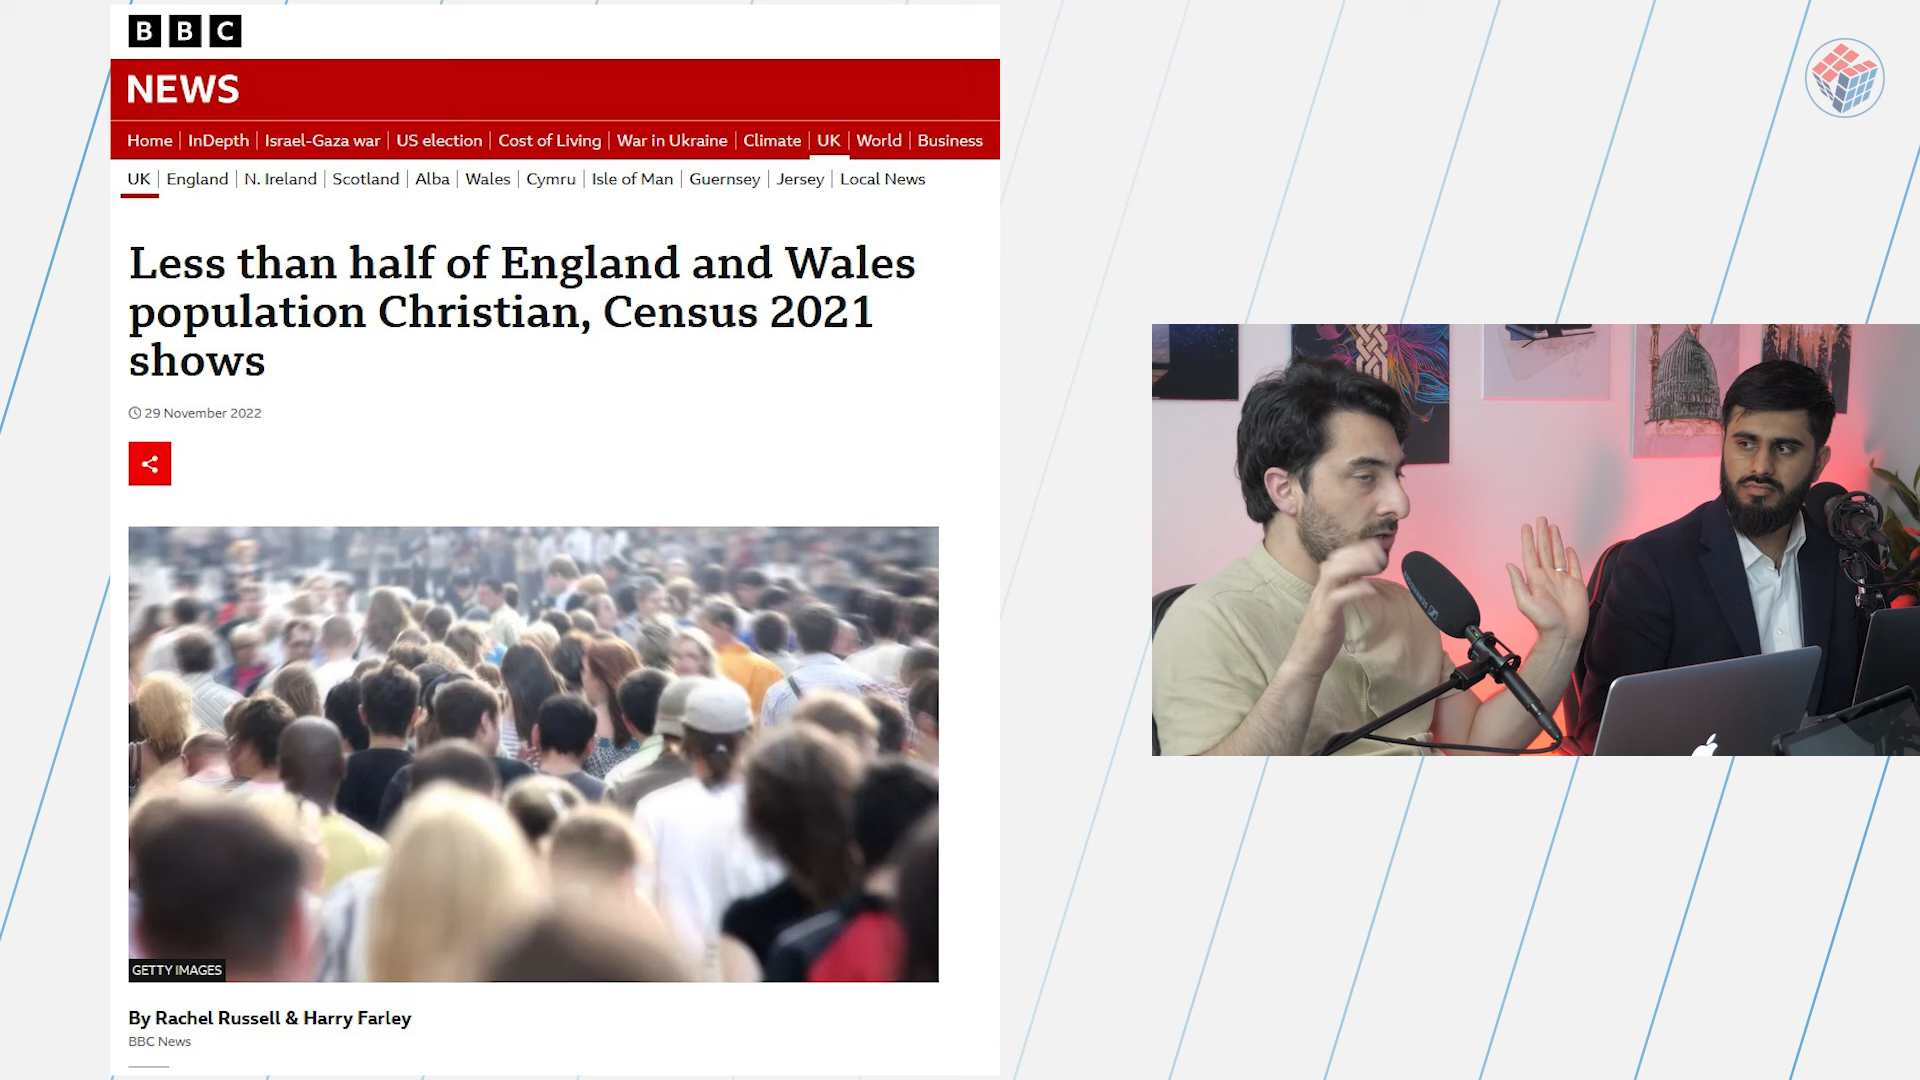 BBC
NEWS
Home InDepth Israel-Gaza war US election Cost of Living War in Ukraine Climate UK World Business
UK England N. Ireland Scotland Alba Wales Cymru Isle of Man Guernsey Jersey Local News
Less than half of England and Wales
population Christian, Census 2021
shows
29 November 2022
GETTY IMAGES
By Rachel Russell & Harry Farley
BBC News